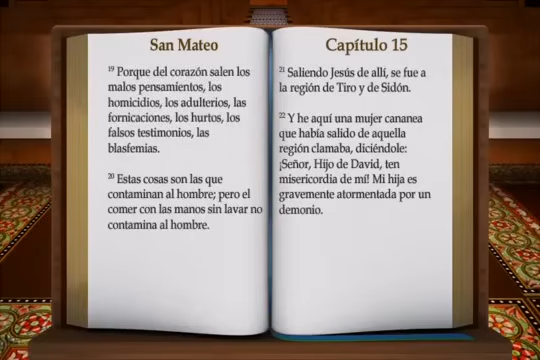 San Mateo
19 Porque del corazón salen los
malos pensamientos, los
homicidios, los adulterios, las
fornicaciones, los hurtos, los
falsos testimonios, las
blasfemias.
20 Estas cosas son las que
contaminan al hombre; pero el
comer con las manos sin lavar no
contamina al hombre.
Capítulo 15
21 Saliendo Jesús de allí, se fue a
la región de Tiro y de Sidón.
22 Y he aquí una mujer cananea
que había salido de aquella
región clamaba, diciéndole:
¡Señor, Hijo de David, ten
misericordia de mí! Mi hija es
gravemente atormentada por un
demonio.